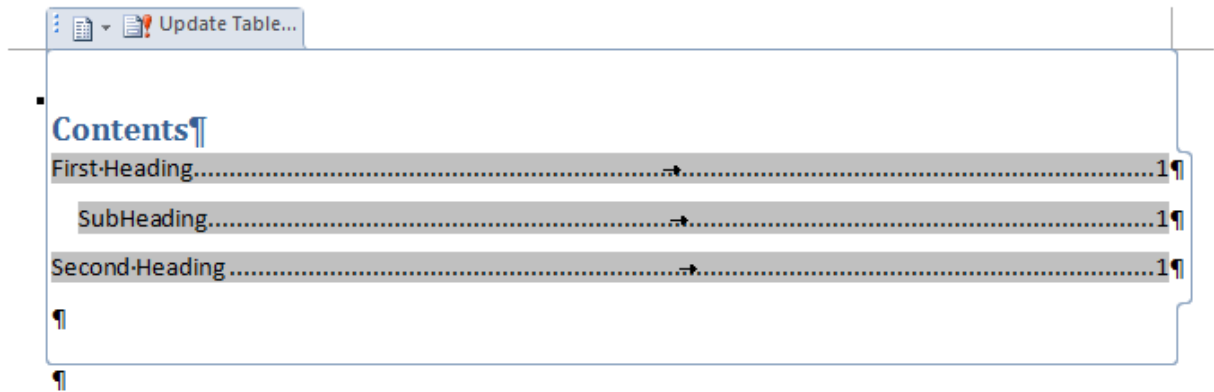 Update Table...
Contents¶
First·Heading..........................................................→..........................................................1¶
SubHeading..........................................................→..........................................................1¶
Second·Heading..........................................................→..........................................................1¶
¶
¶